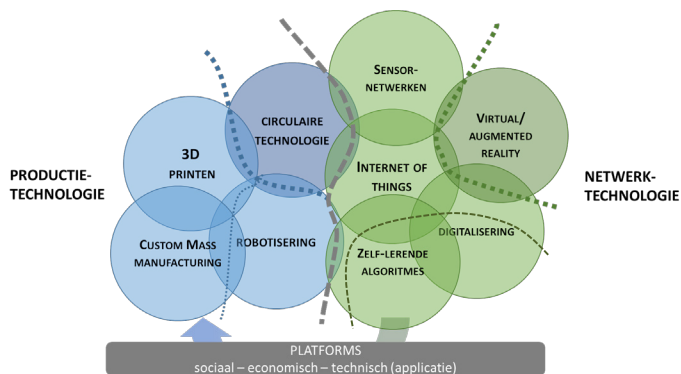 SENSOR-
NETWERKEN
CIRCULAIRE
TECHNOLOGIE
VIRTUAL/
AUGMENTED
REALITY
3D
PRINTEN
INTERNET OF
THINGS
PRODUCTIE-
TECHNOLOGIE
NETWERK-
TECHNOLOGIE
CUSTOM MASS
MANUFACTURING
ROBOTISERING
ZELF-LERENDE
ALGORITMES
DIGITALISERING
PLATFORMS
sociaal – economisch – technisch (applicatie)